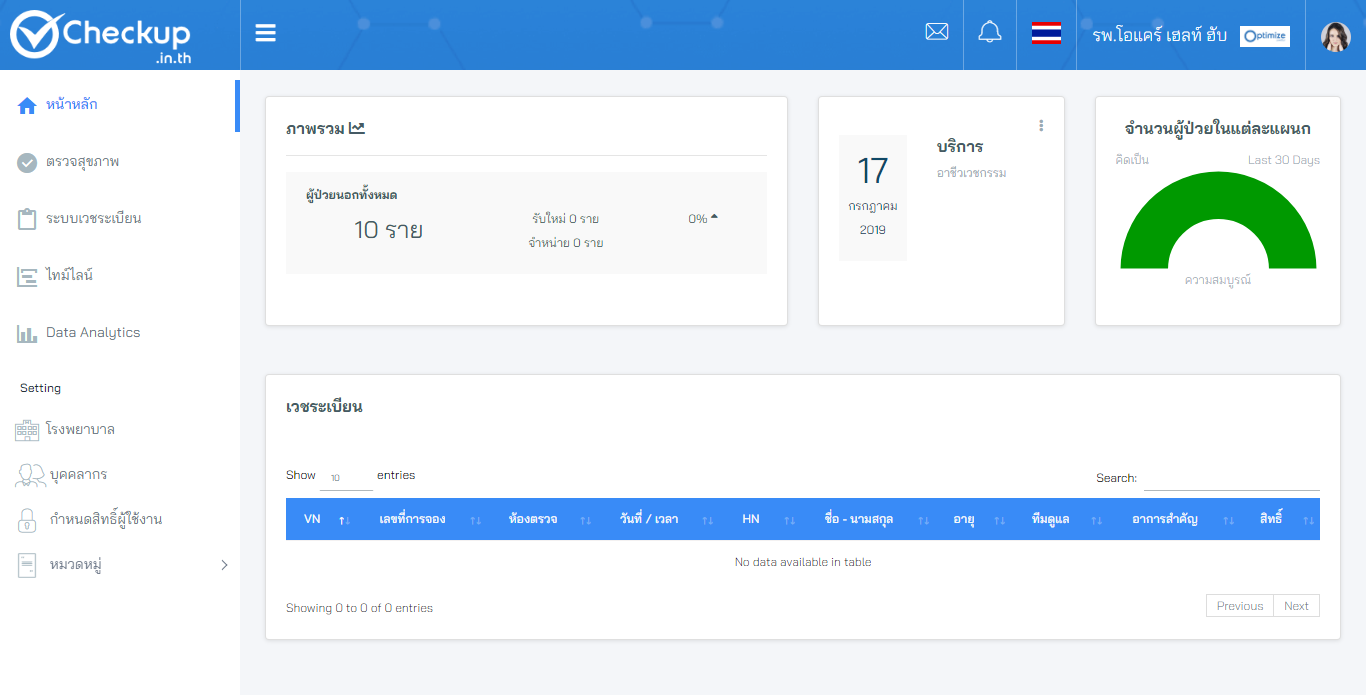 Checkup
.in.th
รพ.โอแคร์ เฮลท์ ฮับ
Optimize
หน้าหลัก
ตรวจสุขภาพ
ระบบเวชระเบียน
ไทม์ไลน์
Data Analytics
Setting
โรงพยาบาล
บุคคลากร
กำหนดสิทธิ์ผู้ใช้งาน
หมวดหมู่
ภาพรวม
ผู้ป่วยนอกทั้งหมด
10 ราย
รับใหม่ 0 ราย
จำหน่าย 0 ราย
0%
17
กรกฎาคม
2019
บริการ
อาชีวเวชกรรม
จำนวนผู้ป่วยในแต่ละแผนก
คิดเป็น Last 30 Days
ความสมบูรณ์
เวชระเบียน
Show 10 entries
Search:
VN เลขที่การจอง ห้องตรวจ วันที่ / เวลา HN ชื่อ - นามสกุล อายุ ทีมดูแล อาการสำคัญ สิทธิ์
No data available in table
Showing 0 to 0 of 0 entries
Previous Next